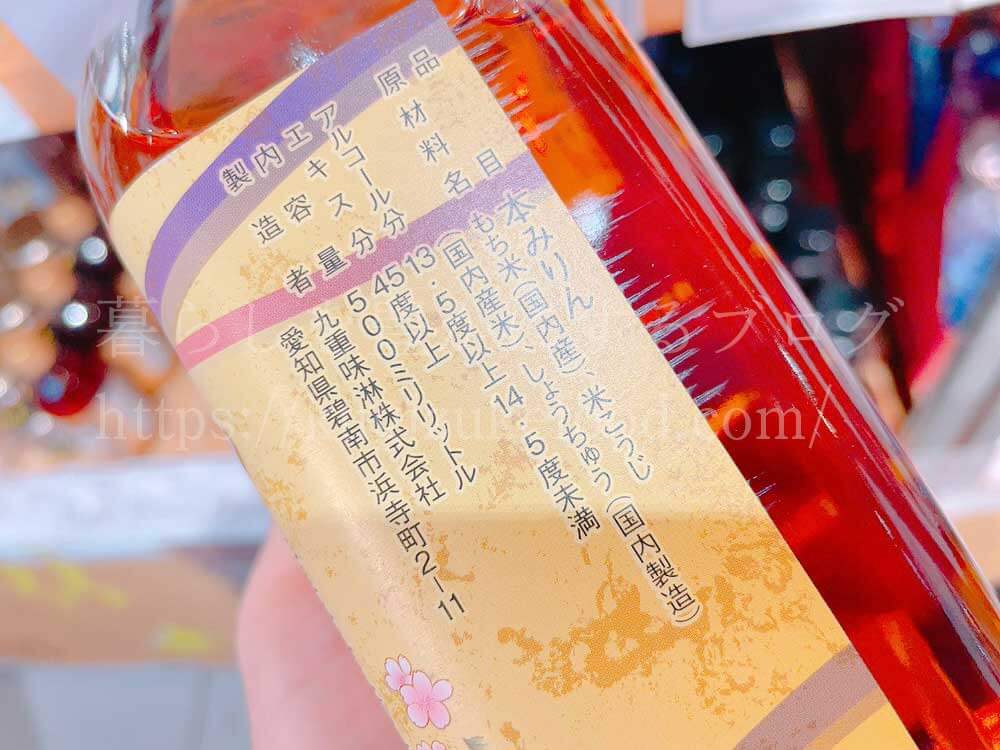 品目 本みりん
原材料名 もち米(国内産)、米こうじ
(国内産米)、しょうちゅう(国内製造)
アルコール分 13.5度以上14.5度未満
エキス分 45度以上
内容量 500ミリリットル
製造者 九重味淋株式会社
愛知県碧南市浜寺町2-11
ブログ
https://